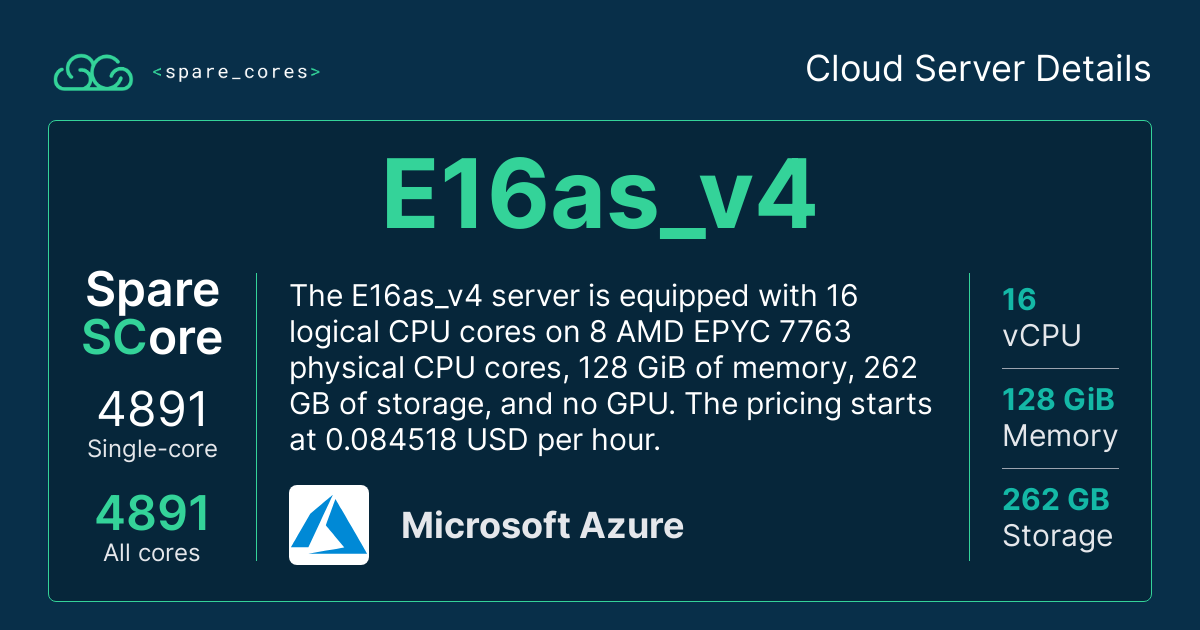 <spare_cores>
Cloud Server Details
E16as_v4
Spare
SCore
4891
Single-core
4891
All cores
The E16as_v4 server is equipped with 16
logical CPU cores on 8 AMD EPYC 7763
physical CPU cores, 128 GiB of memory, 262
GB of storage, and no GPU. The pricing starts
at 0.084518 USD per hour.
Microsoft Azure
16
vCPU
128 GiB
Memory
262 GB
Storage